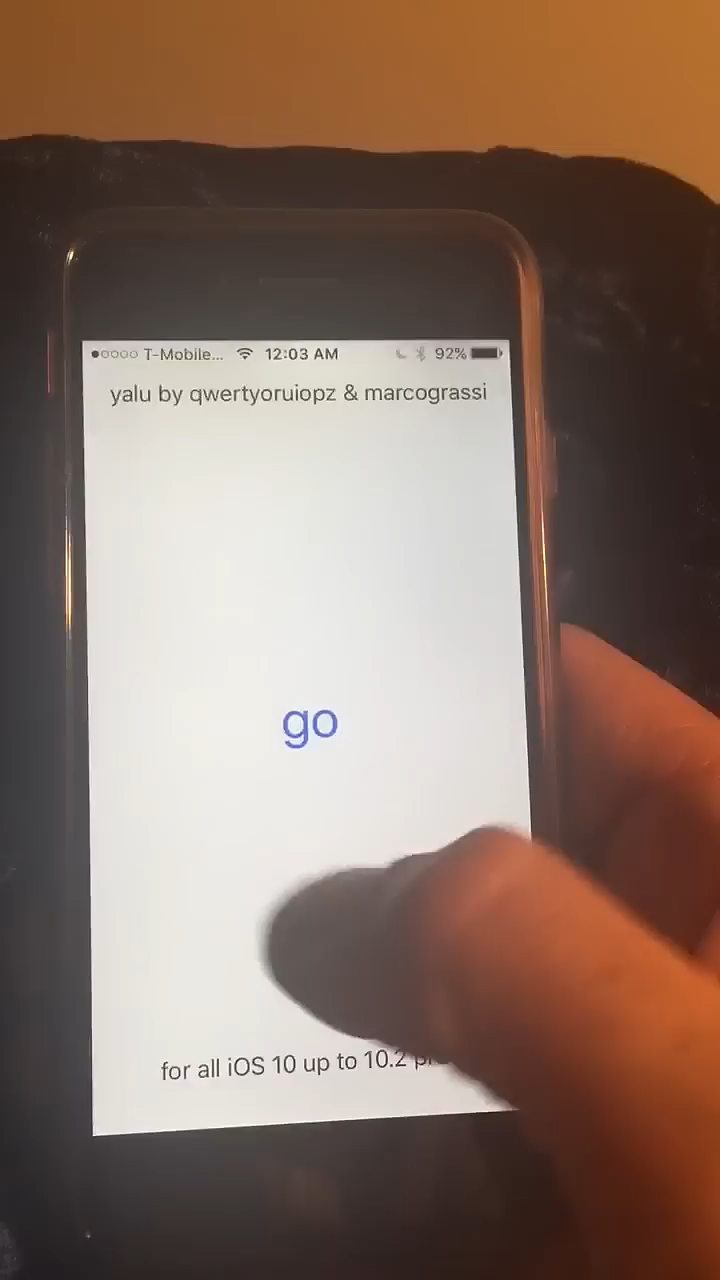 T-Mobile... 12:03 AM 92%
yalu by qwertyoruiopz & marcograssi
go
for all iOS 10 up to 10.2